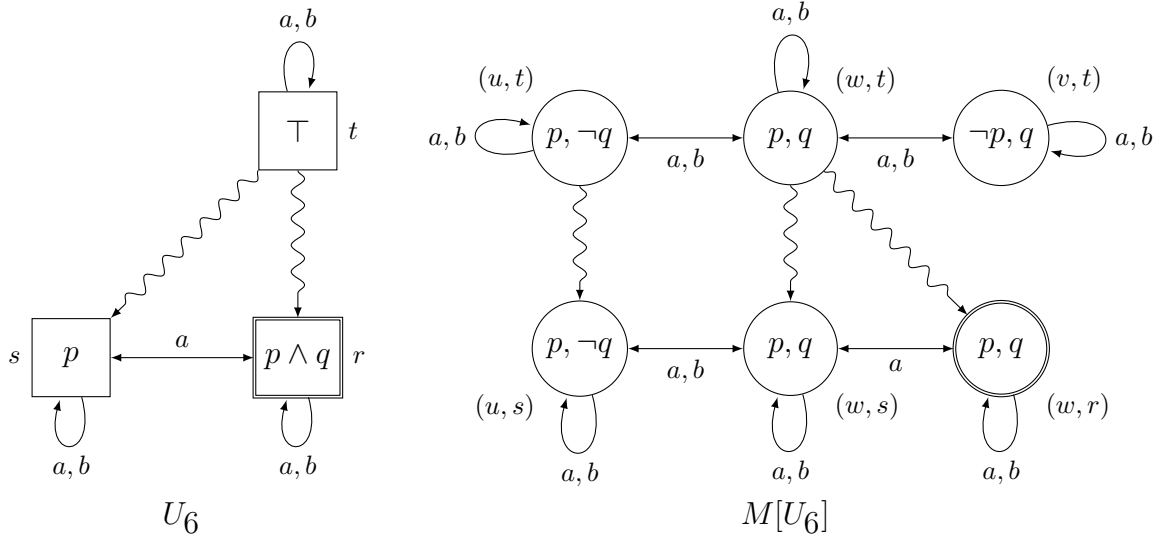 a, b
a, b
(u, t)
(w, t)
(v, t)
⊤
t
a, b
p, ¬q
a, b
p, q
a, b
¬p, q
a, b
s
p
a
p ∧ q
r
p, ¬q
a, b
p, q
a
p, q
(u, s)
(w, s)
(w, r)
a, b
a, b
a, b
a, b
a, b
U6
M[U6]